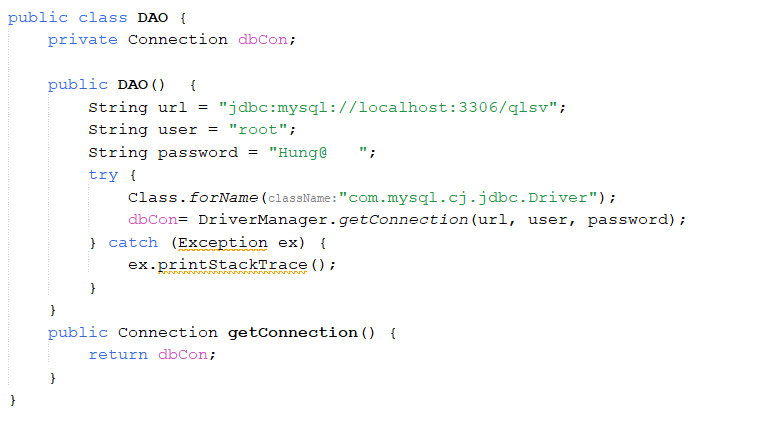 public class DAO {
private Connection dbCon;
public DAO()  {
String url = "jdbc:mysql://localhost:3306/qlsv";
String user = "root";
String password = "Hung@   ";
try {
Class.forName(className:"com.mysql.cj.jdbc.Driver");
dbCon= DriverManager.getConnection(url, user, password);
} catch (Exception ex) {
ex.printStackTrace();
}
}
public Connection getConnection() {
return dbCon;
}
}